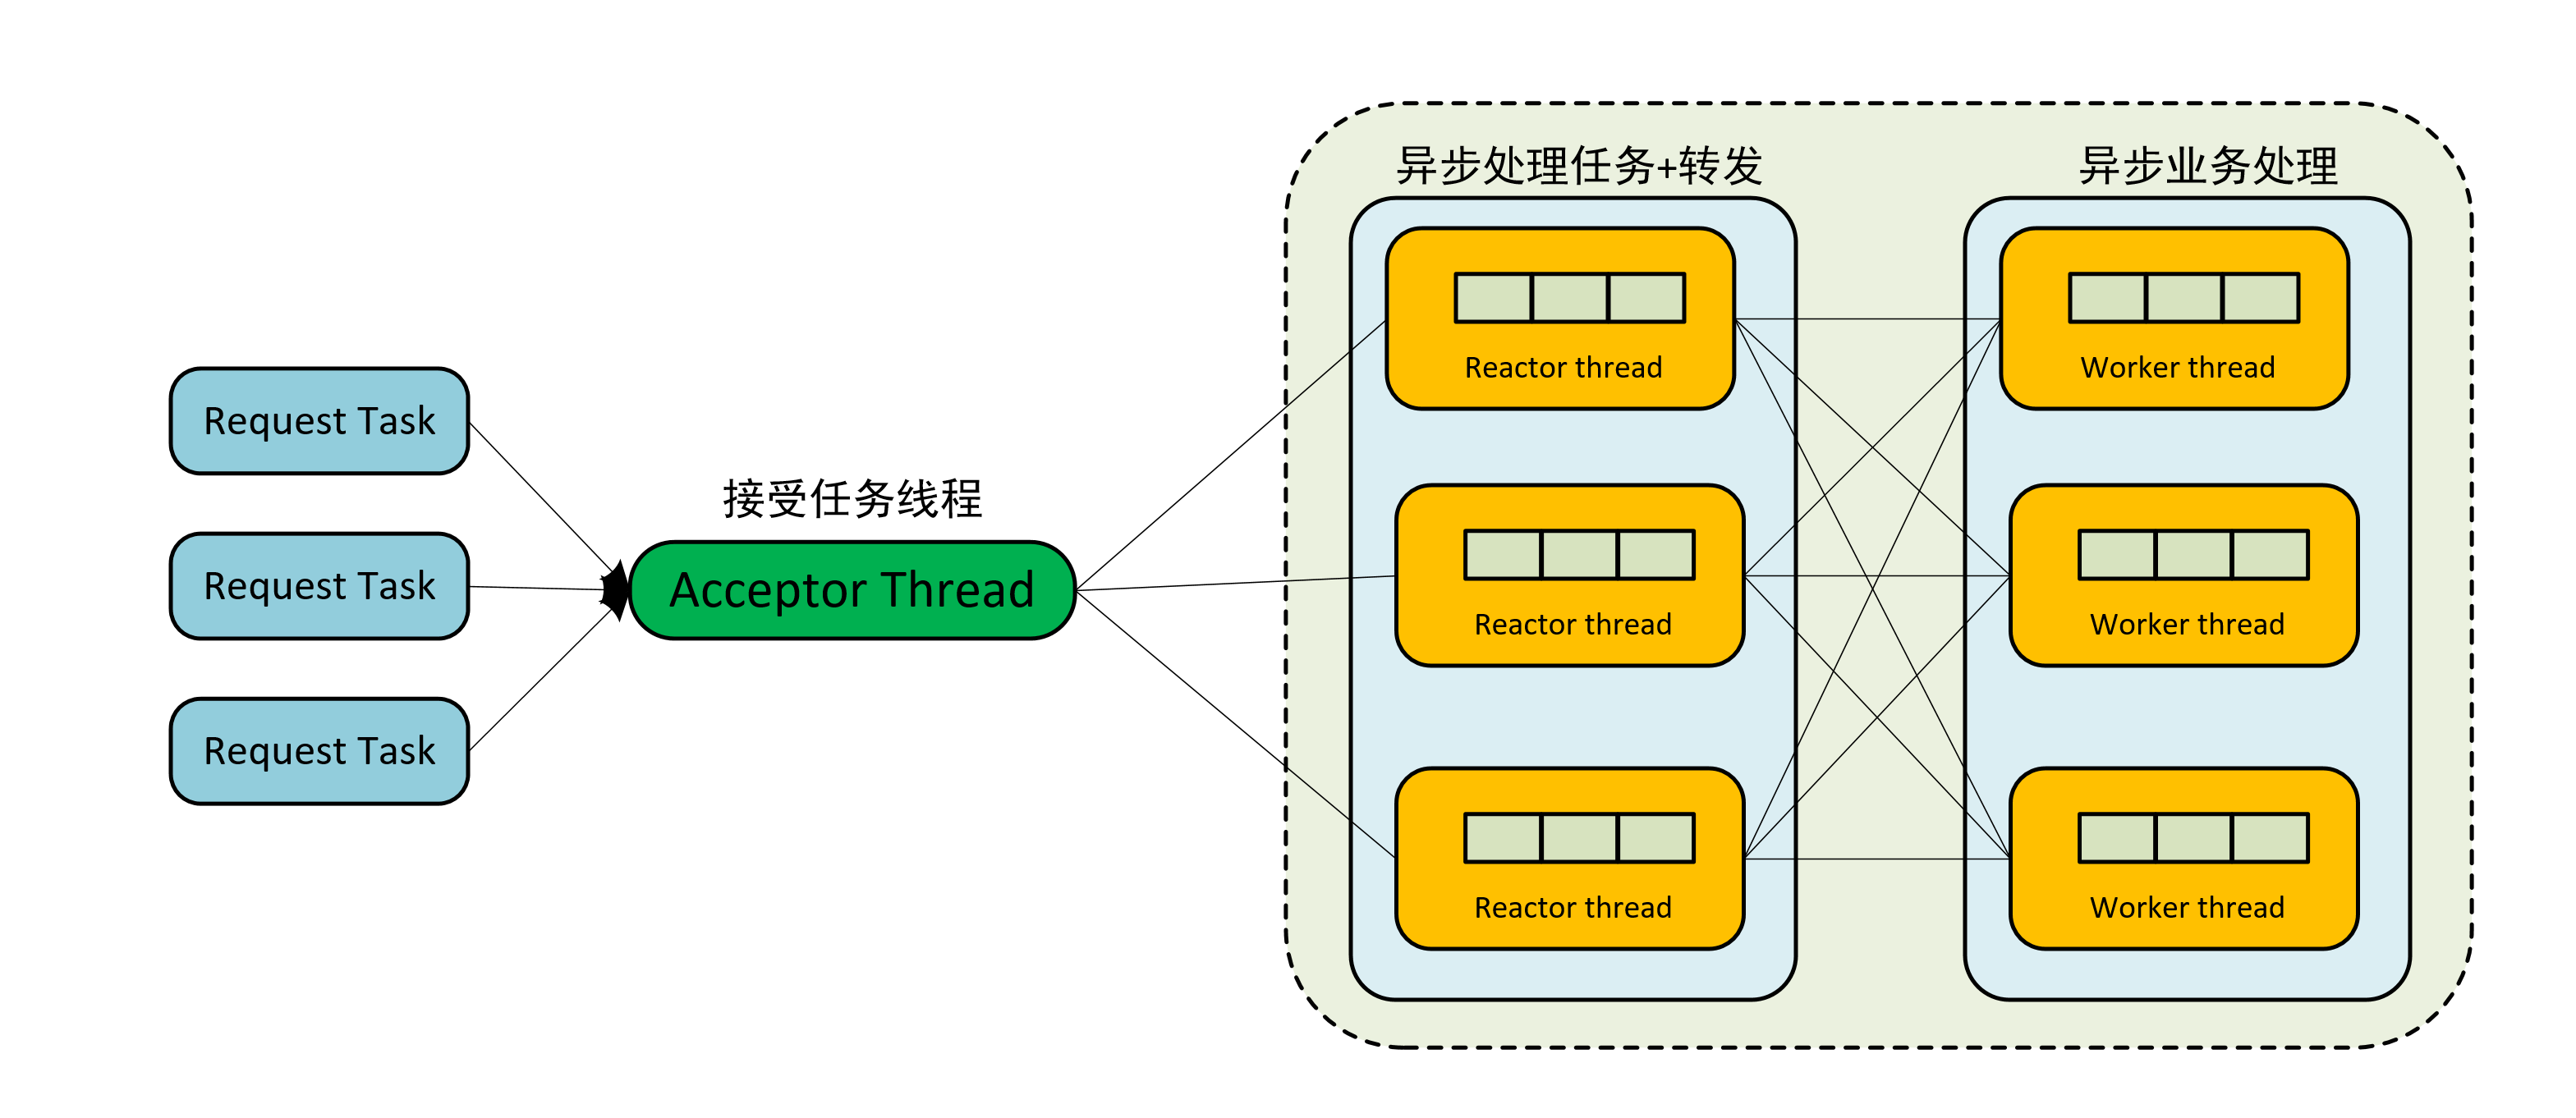 Request Task
Request Task
Request Task
接受任务线程
Acceptor Thread
异步处理任务+转发
Reactor thread
Reactor thread
Reactor thread
异步业务处理
Worker thread
Worker thread
Worker thread